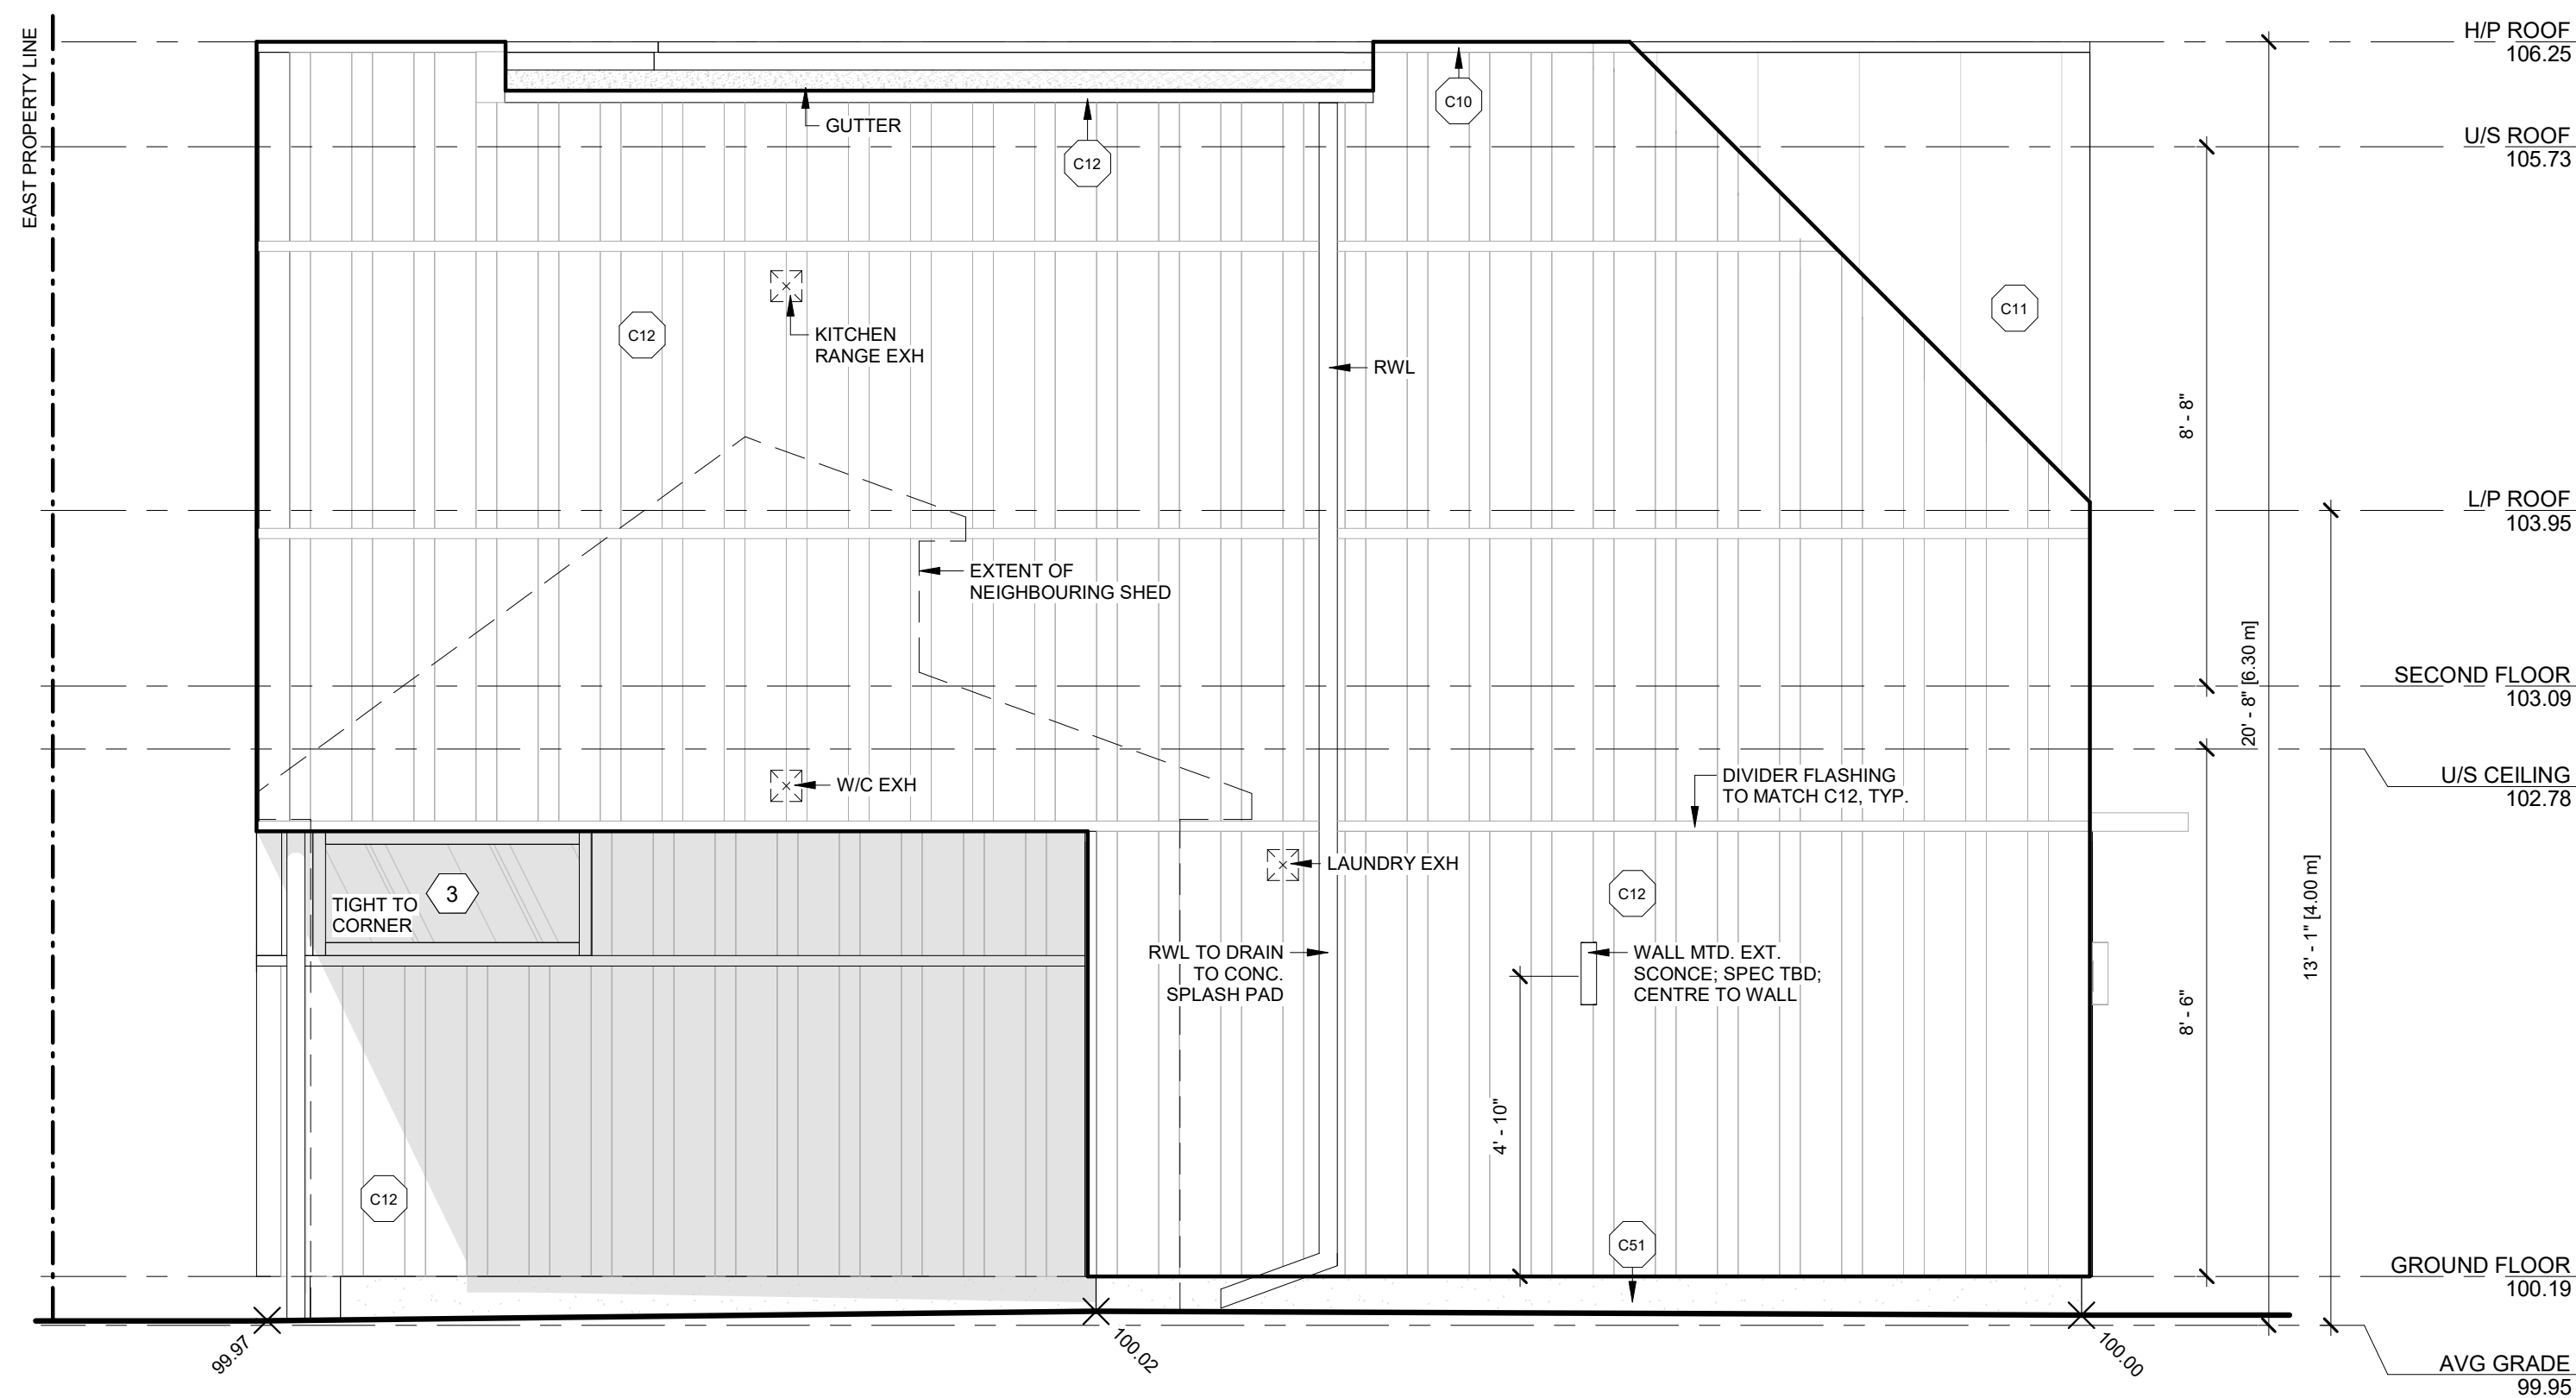 EAST PROPERTY LINE
H/P ROOF
106.25
C10
GUTTER
U/S ROOF
105.73
C12
C11
C12
KITCHEN
RANGE EXH
RWL
8' - 8"
L/P ROOF
103.95
EXTENT OF
NEIGHBOURING SHED
SECOND FLOOR
103.09
20' - 8" [6.30 m]
W/C EXH
DIVIDER FLASHING
TO MATCH C12, TYP.
U/S CEILING
102.78
LAUNDRY EXH
3
TIGHT TO
CORNER
C12
13' - 1" [4.00 m]
RWL TO DRAIN
TO CONC.
SPLASH PAD
WALL MTD. EXT.
SCONCE; SPEC TBD;
CENTRE TO WALL
8' - 6"
4' - 10"
C12
C51
GROUND FLOOR
100.19
99.97
100.02
100.00
AVG GRADE
99.95